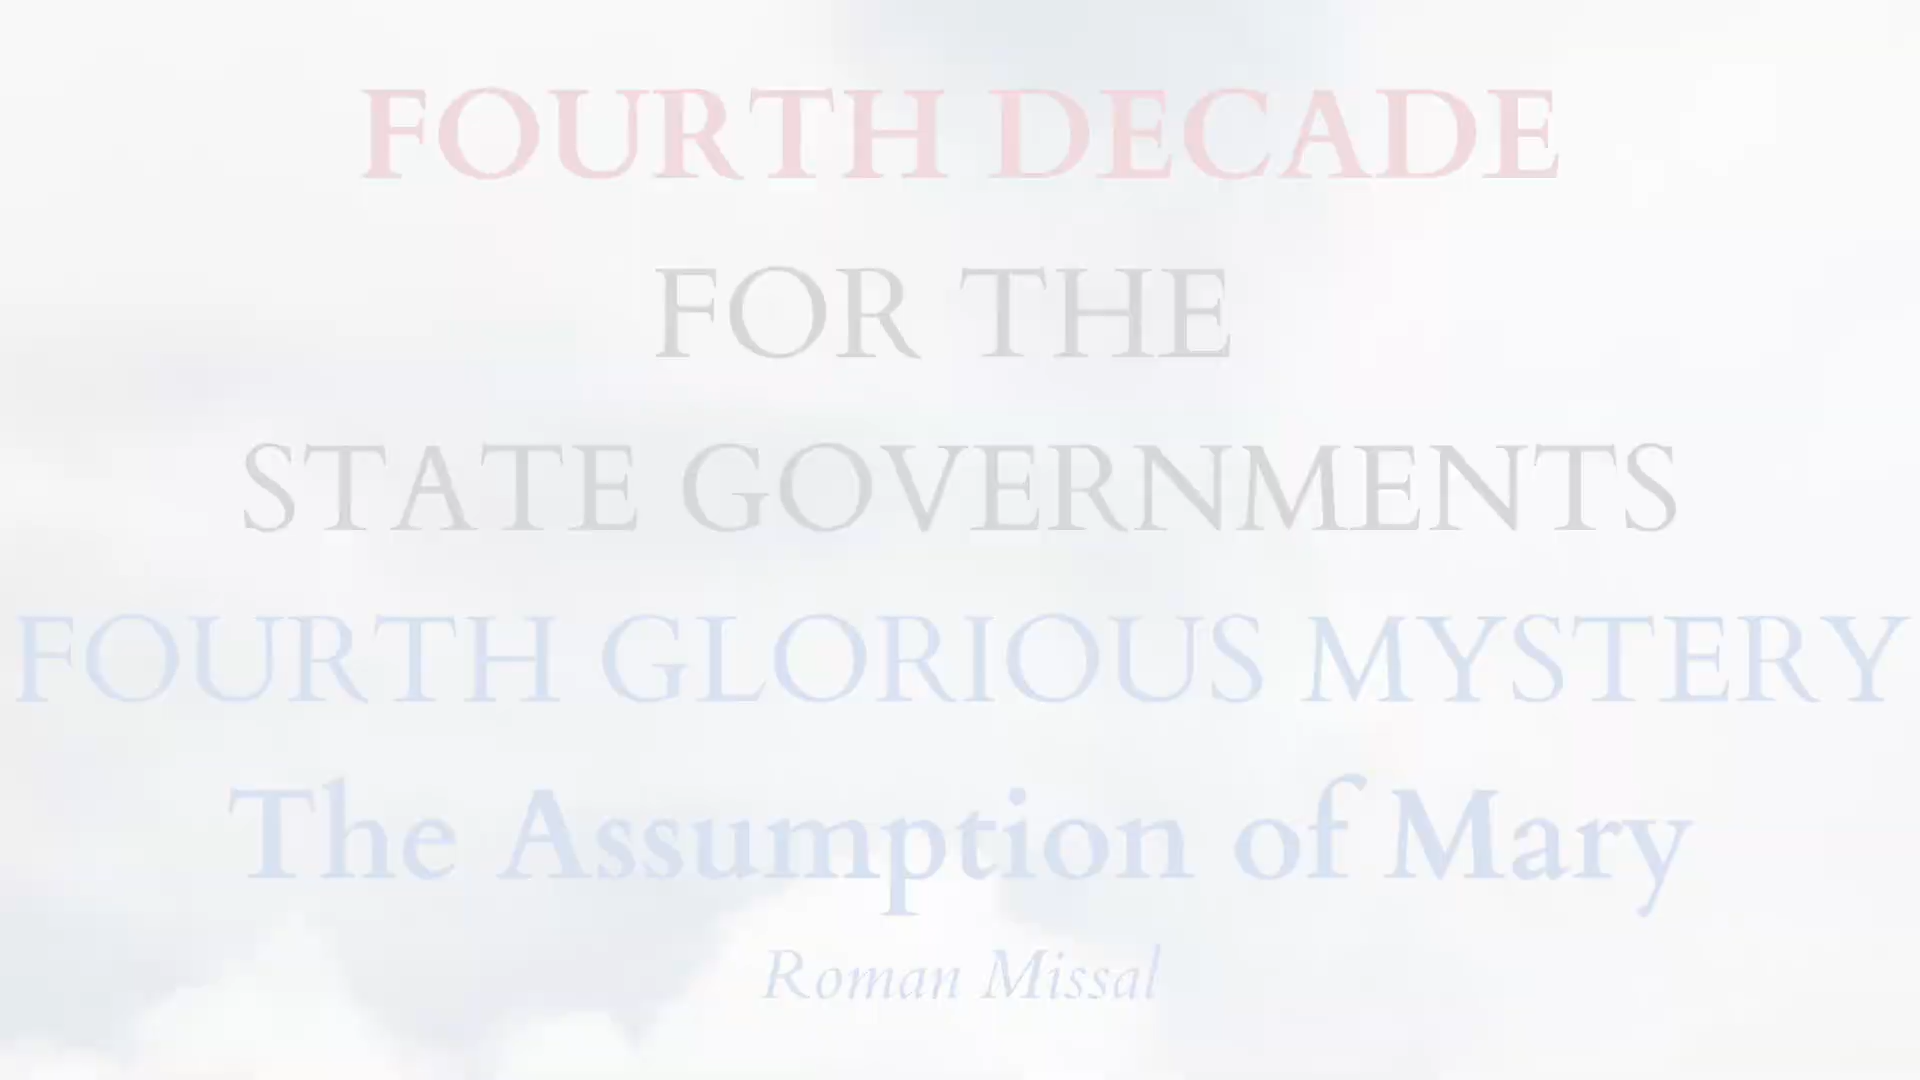 FOURTH DECADE
FOR THE
STATE GOVERNMENTS
FOURTH GLORIOUS MYSTERY
The Assumption of Mary
Roman Missal